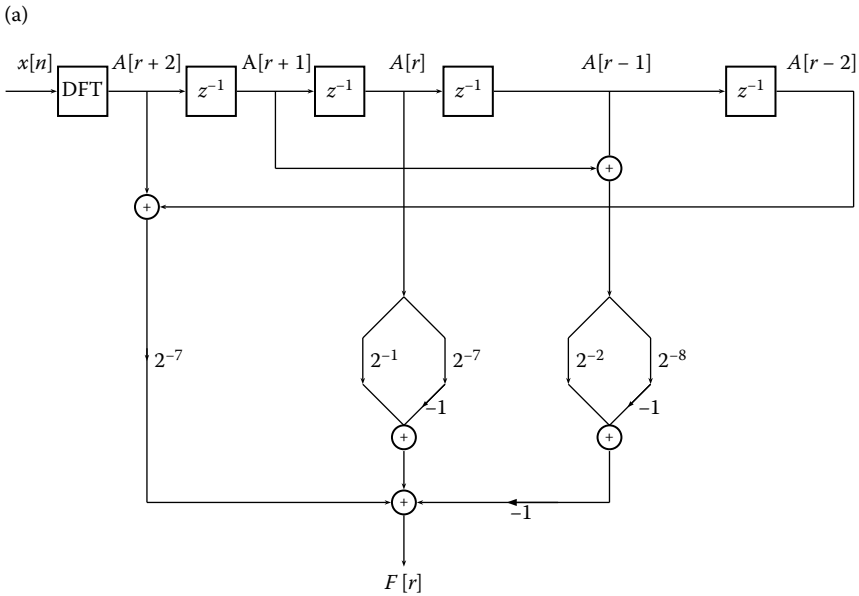 (a)
x[n] A[r + 2] A[r + 1] A[r] A[r – 1] A[r – 2]
DFT z⁻¹ z⁻¹ z⁻¹ z⁻¹
+
+
2⁻⁷ 2⁻¹ 2⁻⁷ 2⁻² 2⁻⁸
–1 –1
+ +
+ –1
F [r]